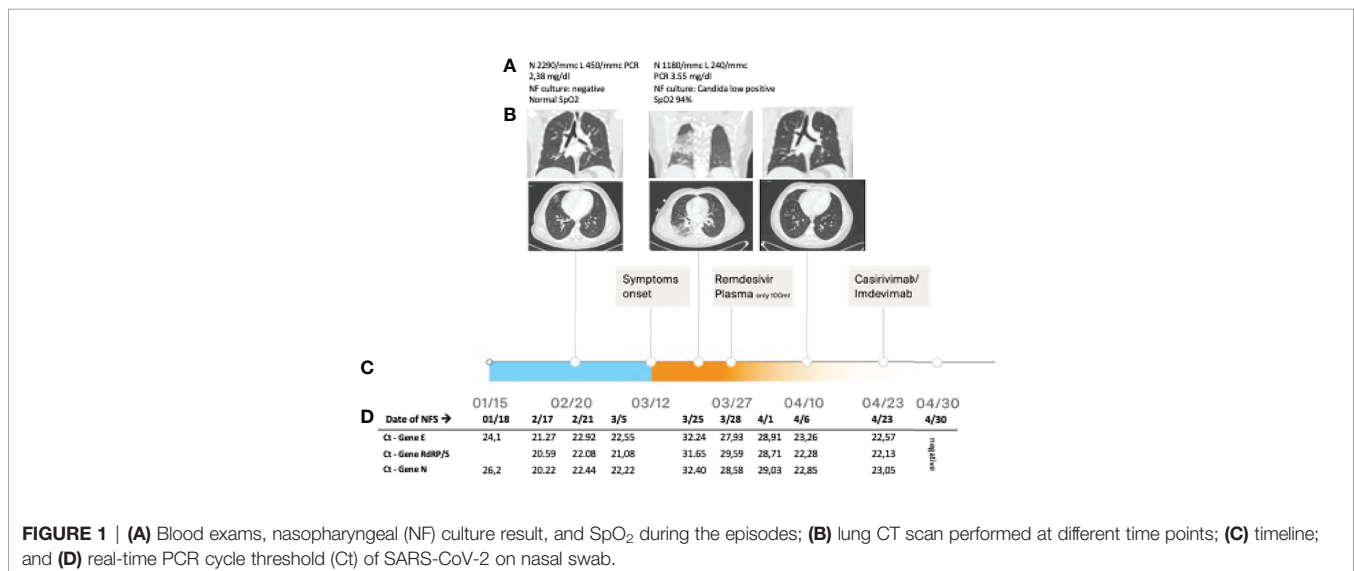 A
N 2290/mmc L 450/mmc PCR
2,38 mg/dl
NF culture: negative
Normal SpO2
N 1180/mmc L 240/mmc
PCR 3.55 mg/dl
NF culture: Candida low positive
SpO2 94%
B
Symptoms
onset
Remdesivir
Plasma only 100ml
Casirivimab/
Imdevimab
C
01/15 02/20 03/12 03/27 04/10 04/23 04/30
D Date of NFS → 01/18 2/17 2/21 3/5 3/25 3/28 4/1 4/6 4/23 4/30
Ct - Gene E 24,1 21.27 22.92 22,55 32.24 27,93 28,91 23,26 22,57
Ct - Gene RdRP/S 20.59 22.08 21,08 31.65 29,59 28,71 22,28 22,13
Ct - Gene N 26,2 20.22 22.44 22,22 32.40 28,58 29,03 22,85 23,05
negative
FIGURE 1 | (A) Blood exams, nasopharyngeal (NF) culture result, and SpO2 during the episodes; (B) lung CT scan performed at different time points; (C) timeline;
and (D) real-time PCR cycle threshold (Ct) of SARS-CoV-2 on nasal swab.